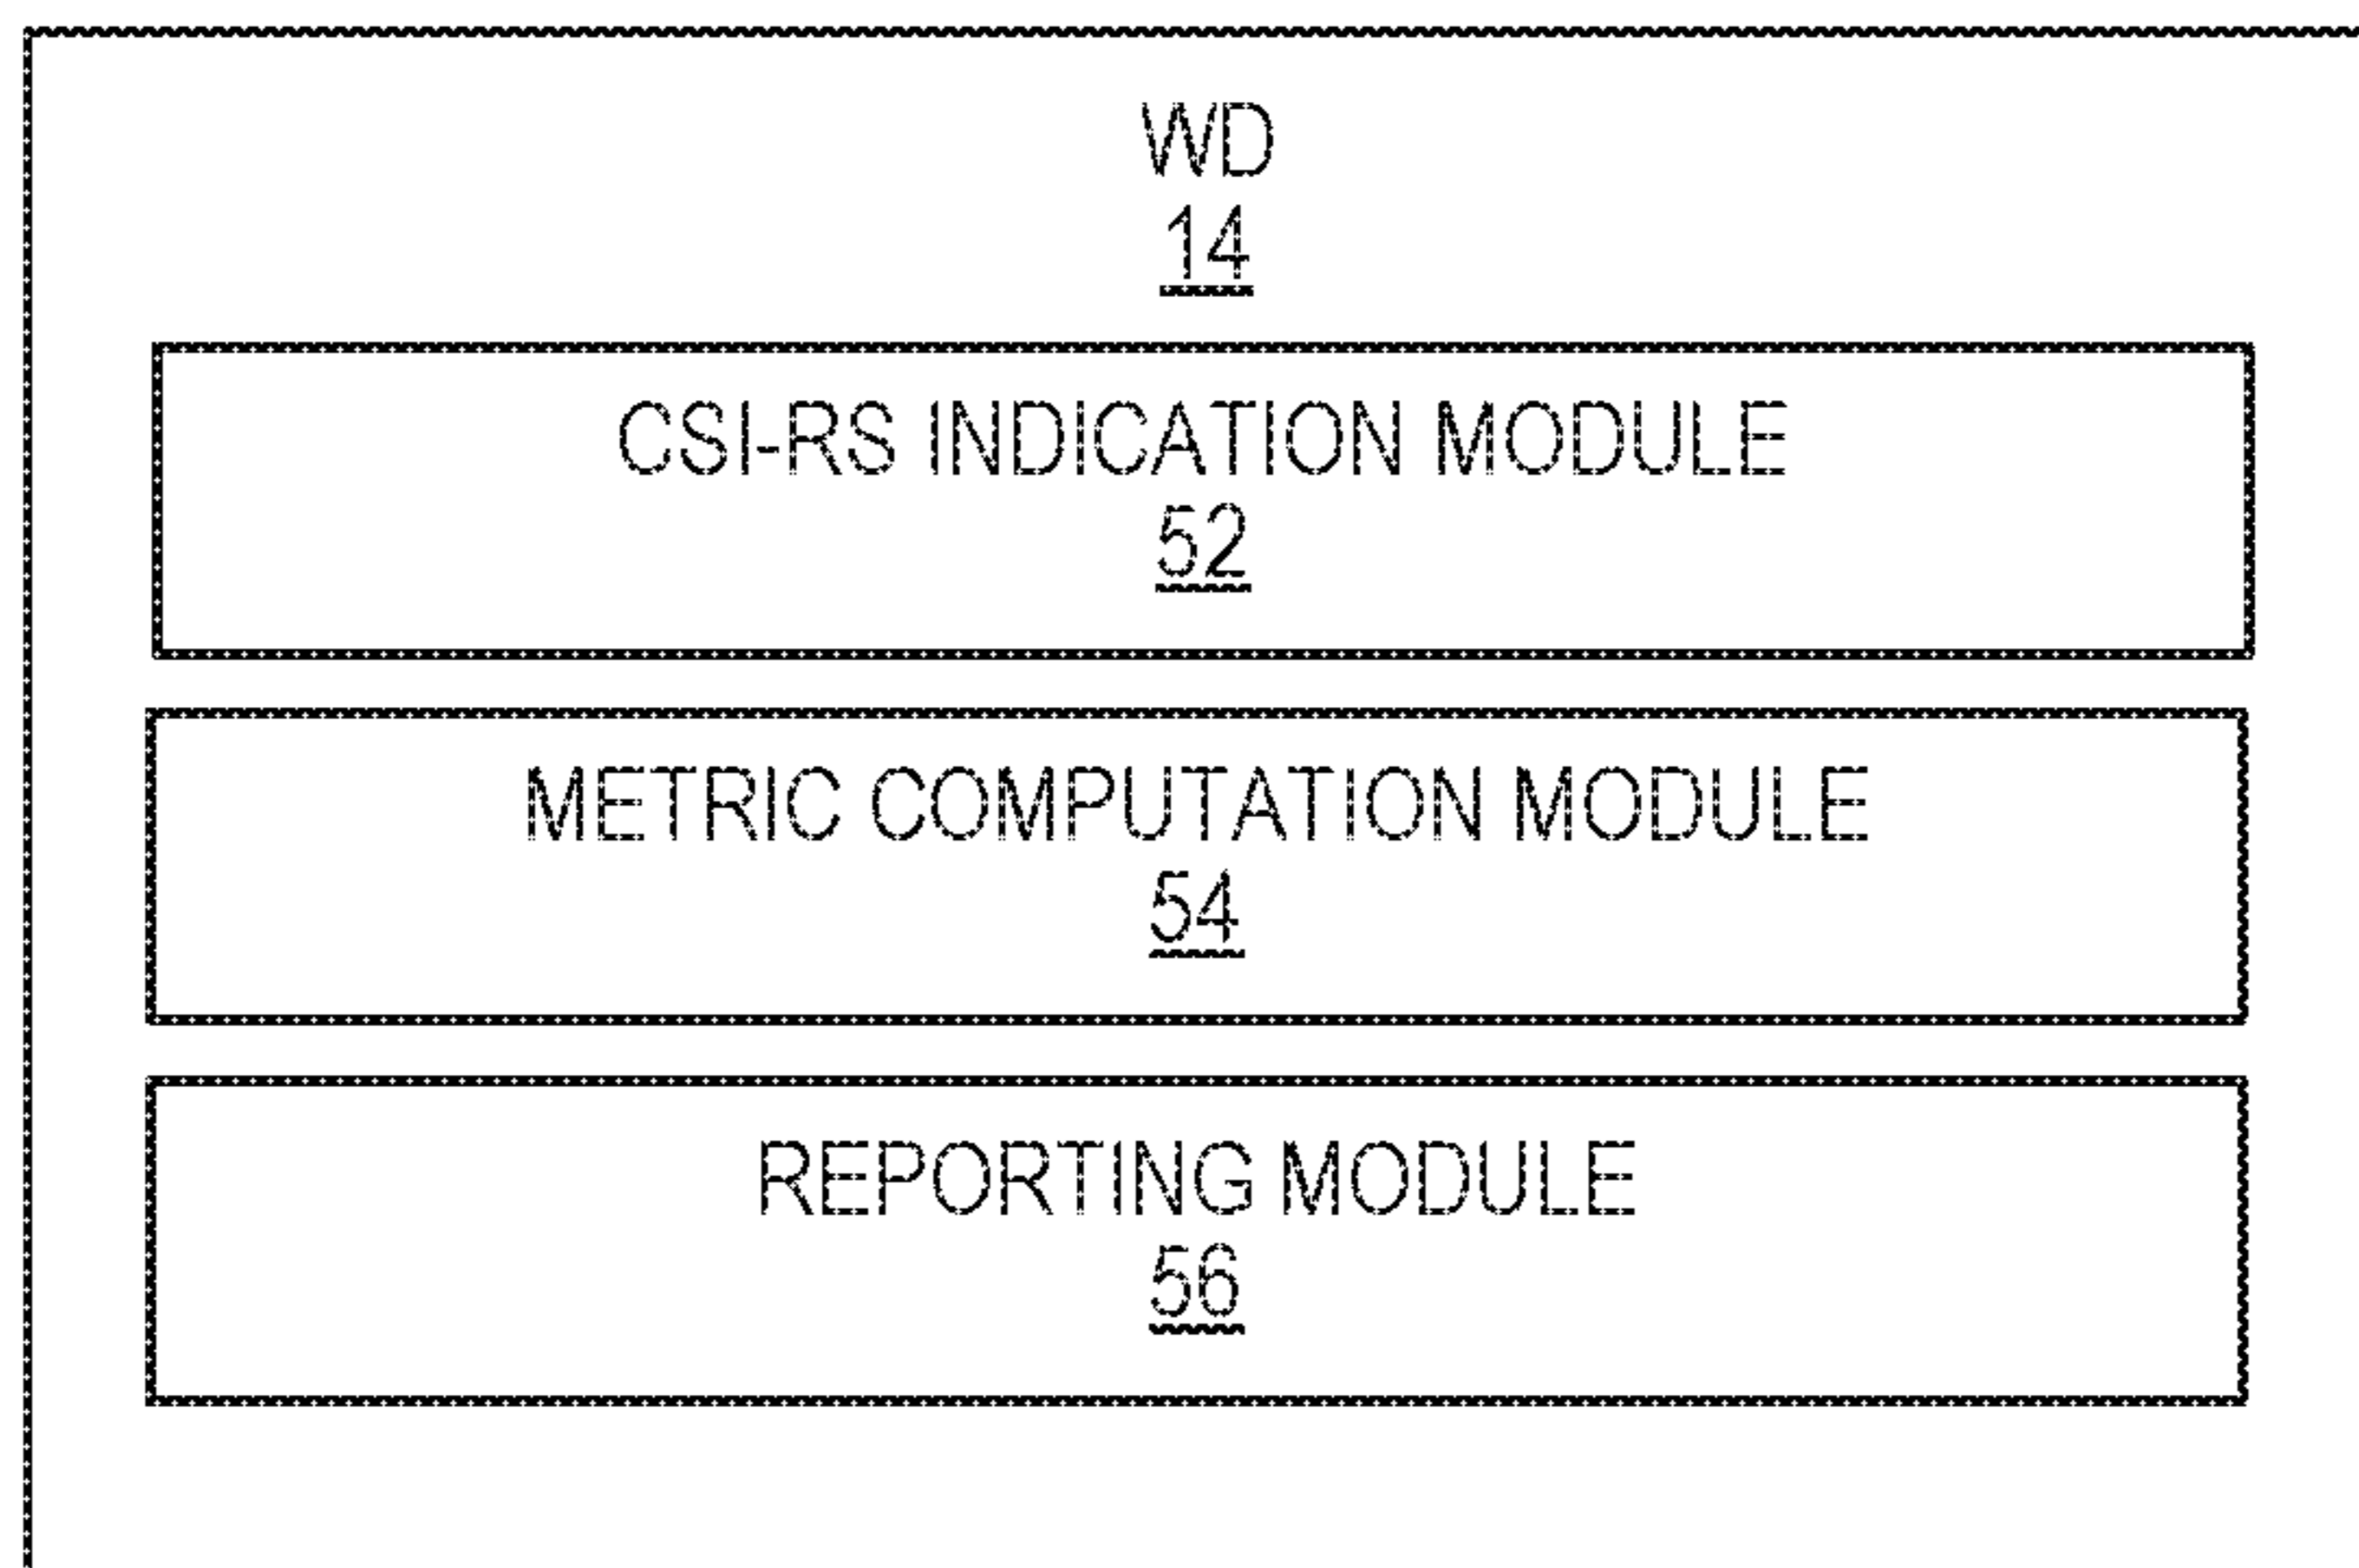 WD
14
CSI-RS INDICATION MODULE
52
METRIC COMPUTATION MODULE
54
REPORTING MODULE
56